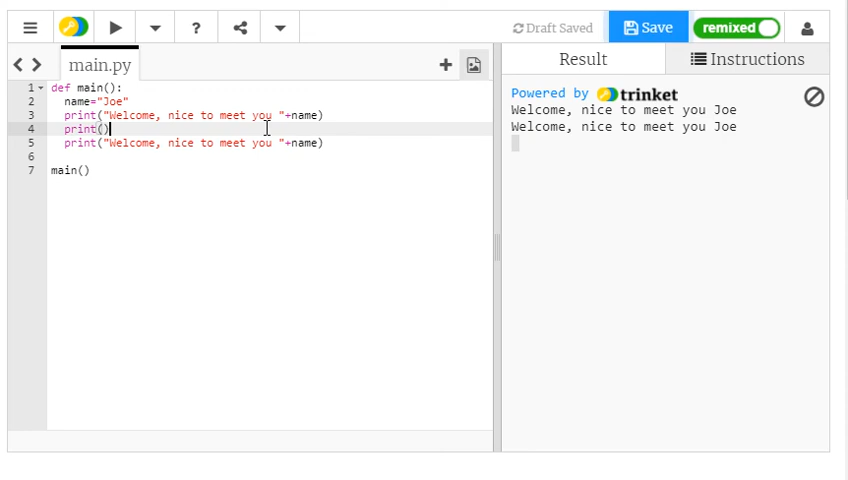 ? Draft Saved Save remixed
main.py Result Instructions
1 def main():
2 name="Joe"
3 print("Welcome, nice to meet you "+name)
4 print()
5 print("Welcome, nice to meet you "+name)
6
7 main()
Powered by trinket
Welcome, nice to meet you Joe
Welcome, nice to meet you Joe